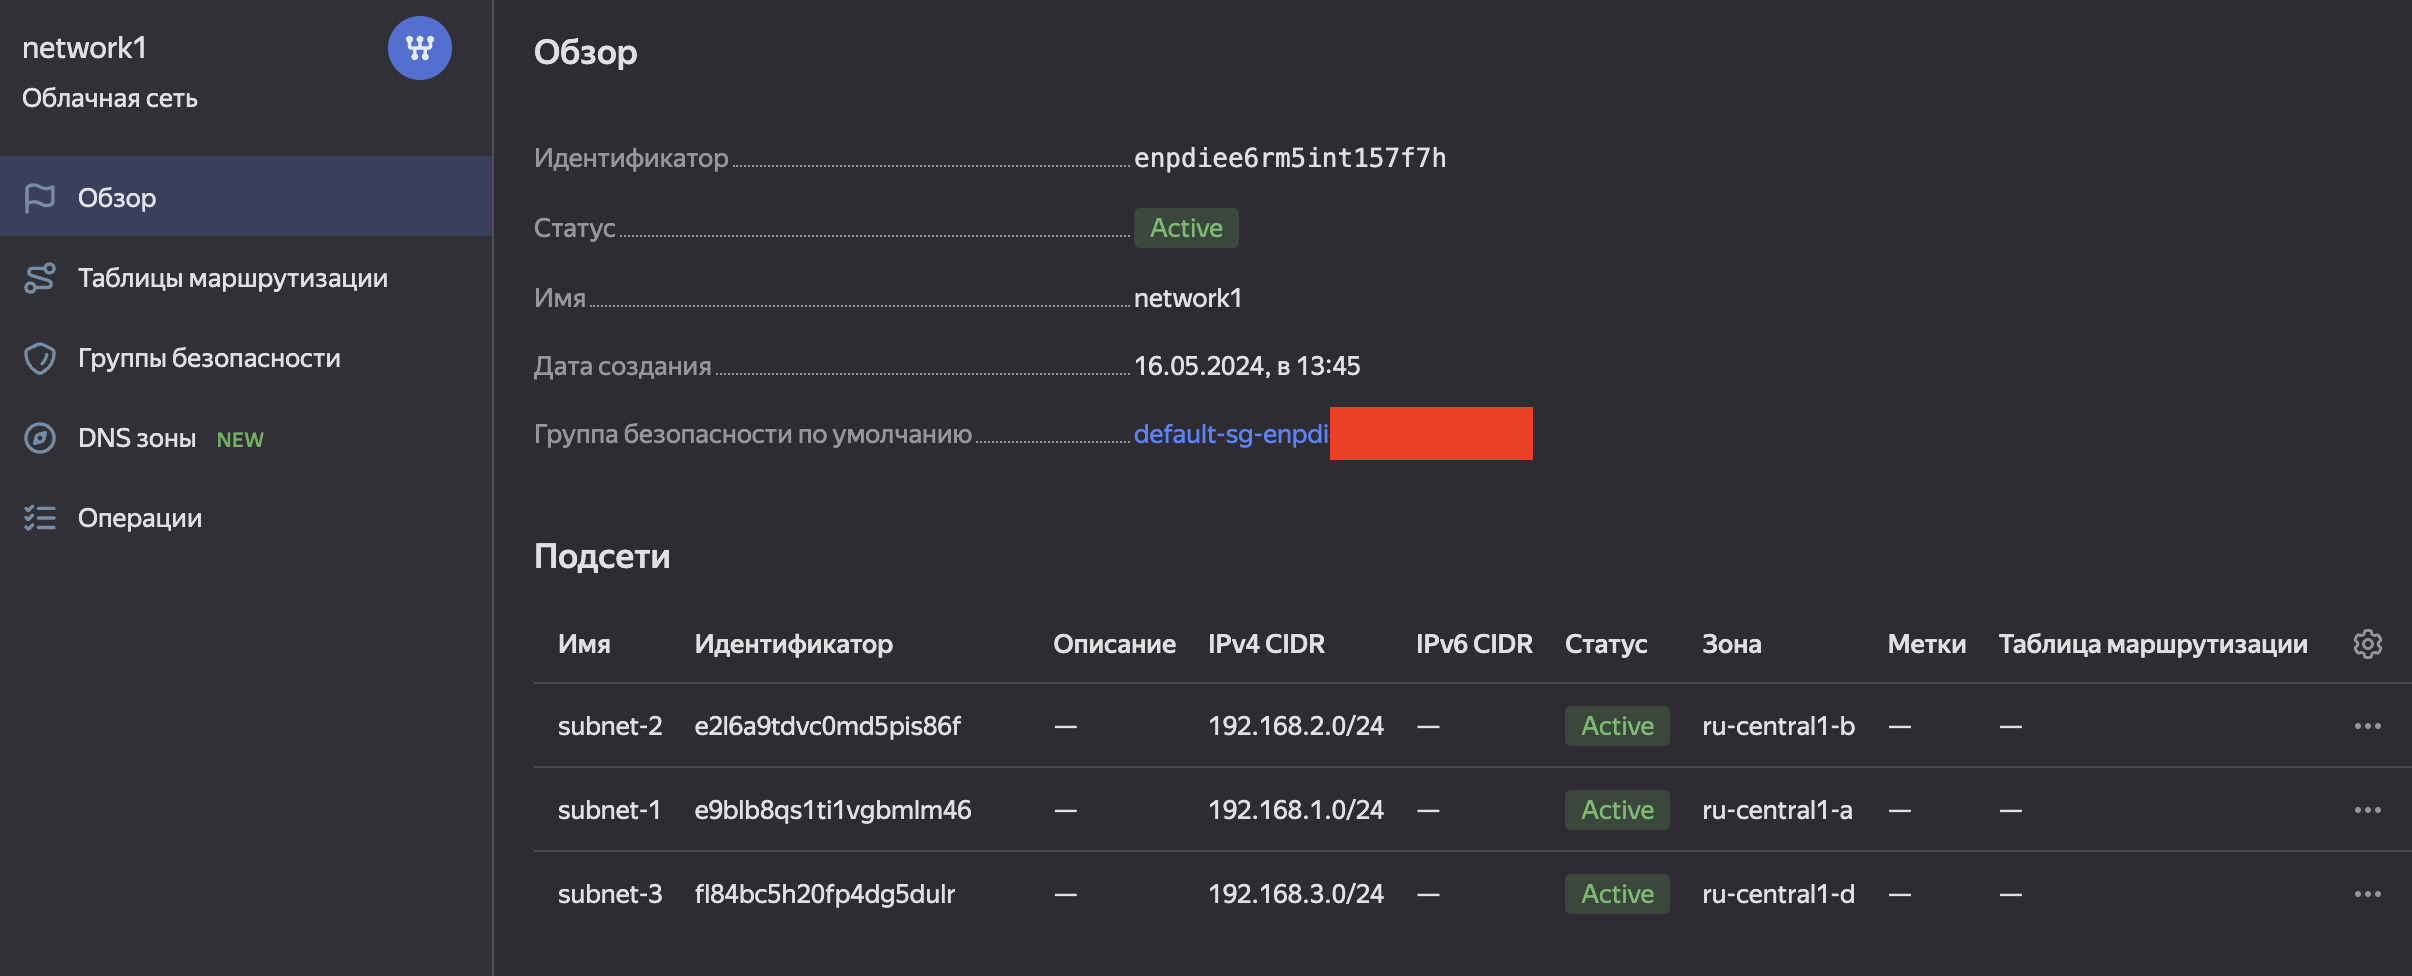 network1
Облачная сеть
Обзор
Таблицы маршрутизации
Группы безопасности
DNS зоны NEW
Операции
Обзор
Идентификатор enpdiee6rm5int157f7h
Статус Active
Имя network1
Дата создания 16.05.2024, в 13:45
Группа безопасности по умолчанию default-sg-enpdi
Подсети
Имя Идентификатор Описание IPv4 CIDR IPv6 CIDR Статус Зона Метки Таблица маршрутизации
subnet-2 e2l6a9tdvc0md5pis86f — 192.168.2.0/24 — Active ru-central1-b — —
subnet-1 e9blb8qs1ti1vgbmlm46 — 192.168.1.0/24 — Active ru-central1-a — —
subnet-3 fl84bc5h20fp4dg5dulr — 192.168.3.0/24 — Active ru-central1-d — —